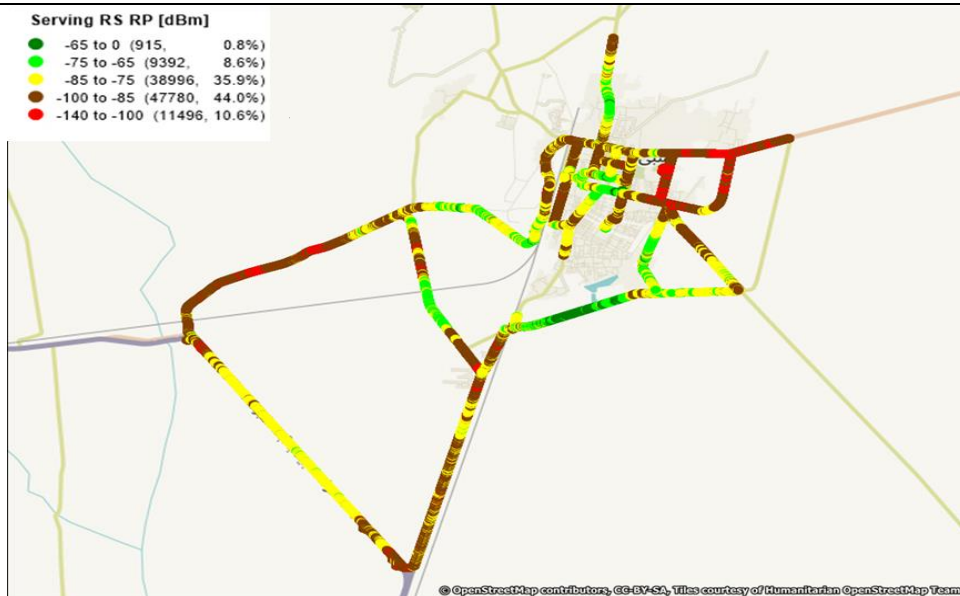 Serving RS RP [dBm]
-65 to 0 (915, 0.8%)
-75 to -65 (9392, 8.6%)
-85 to -75 (38996, 35.9%)
-100 to -85 (47780, 44.0%)
-140 to -100 (11496, 10.6%)
© OpenStreetMap contributors, CC-BY-SA, Tiles courtesy of Humanitarian OpenStreetMap Team